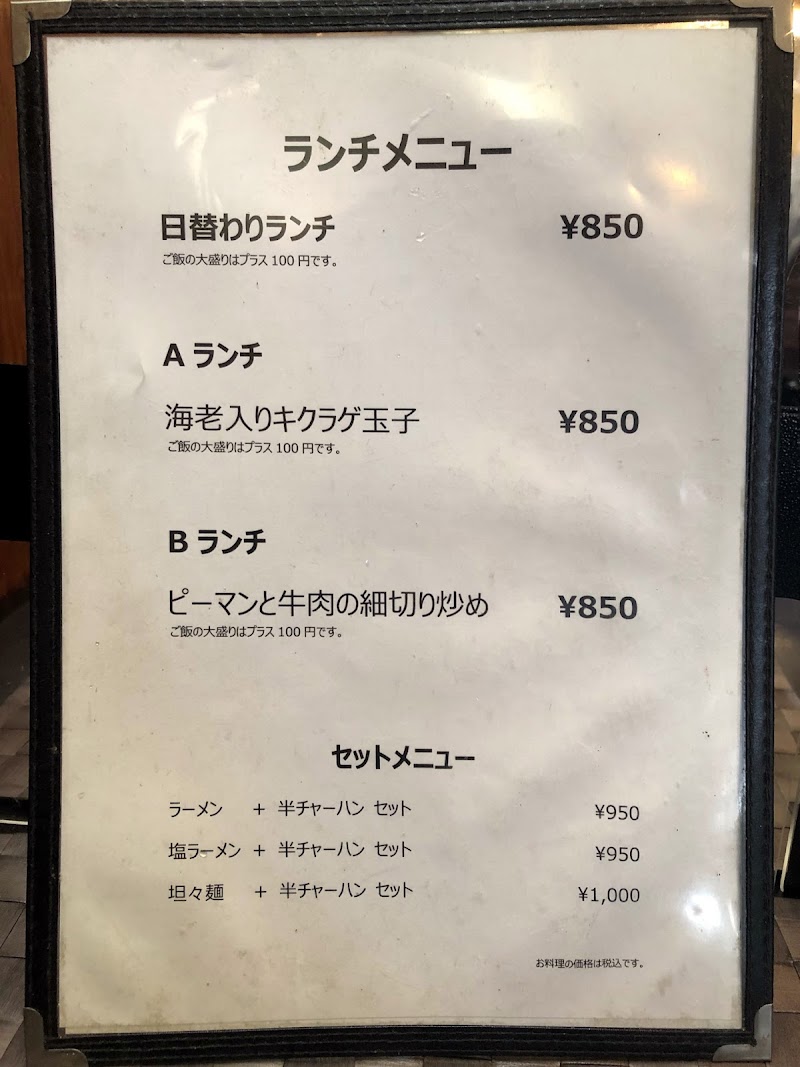 ランチメニュー
日替わりランチ ¥850
ご飯の大盛りはプラス 100 円です。
A ランチ
海老入りキクラゲ玉子 ¥850
ご飯の大盛りはプラス 100 円です。
B ランチ
ピーマンと牛肉の細切り炒め ¥850
ご飯の大盛りはプラス 100 円です。
セットメニュー
ラーメン + 半チャーハン セット ¥950
塩ラーメン + 半チャーハン セット ¥950
坦々麺 + 半チャーハン セット ¥1,000
お料理の価格は税込です。